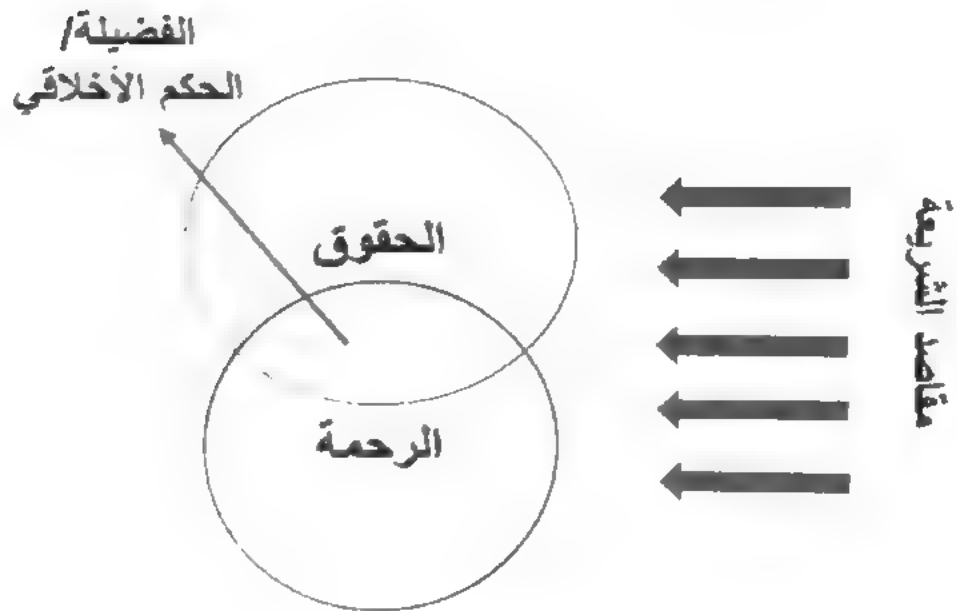 الفضيلة/
الحكم الأخلاقي
الحقوق
الرحمة
مقاصد الشريعة